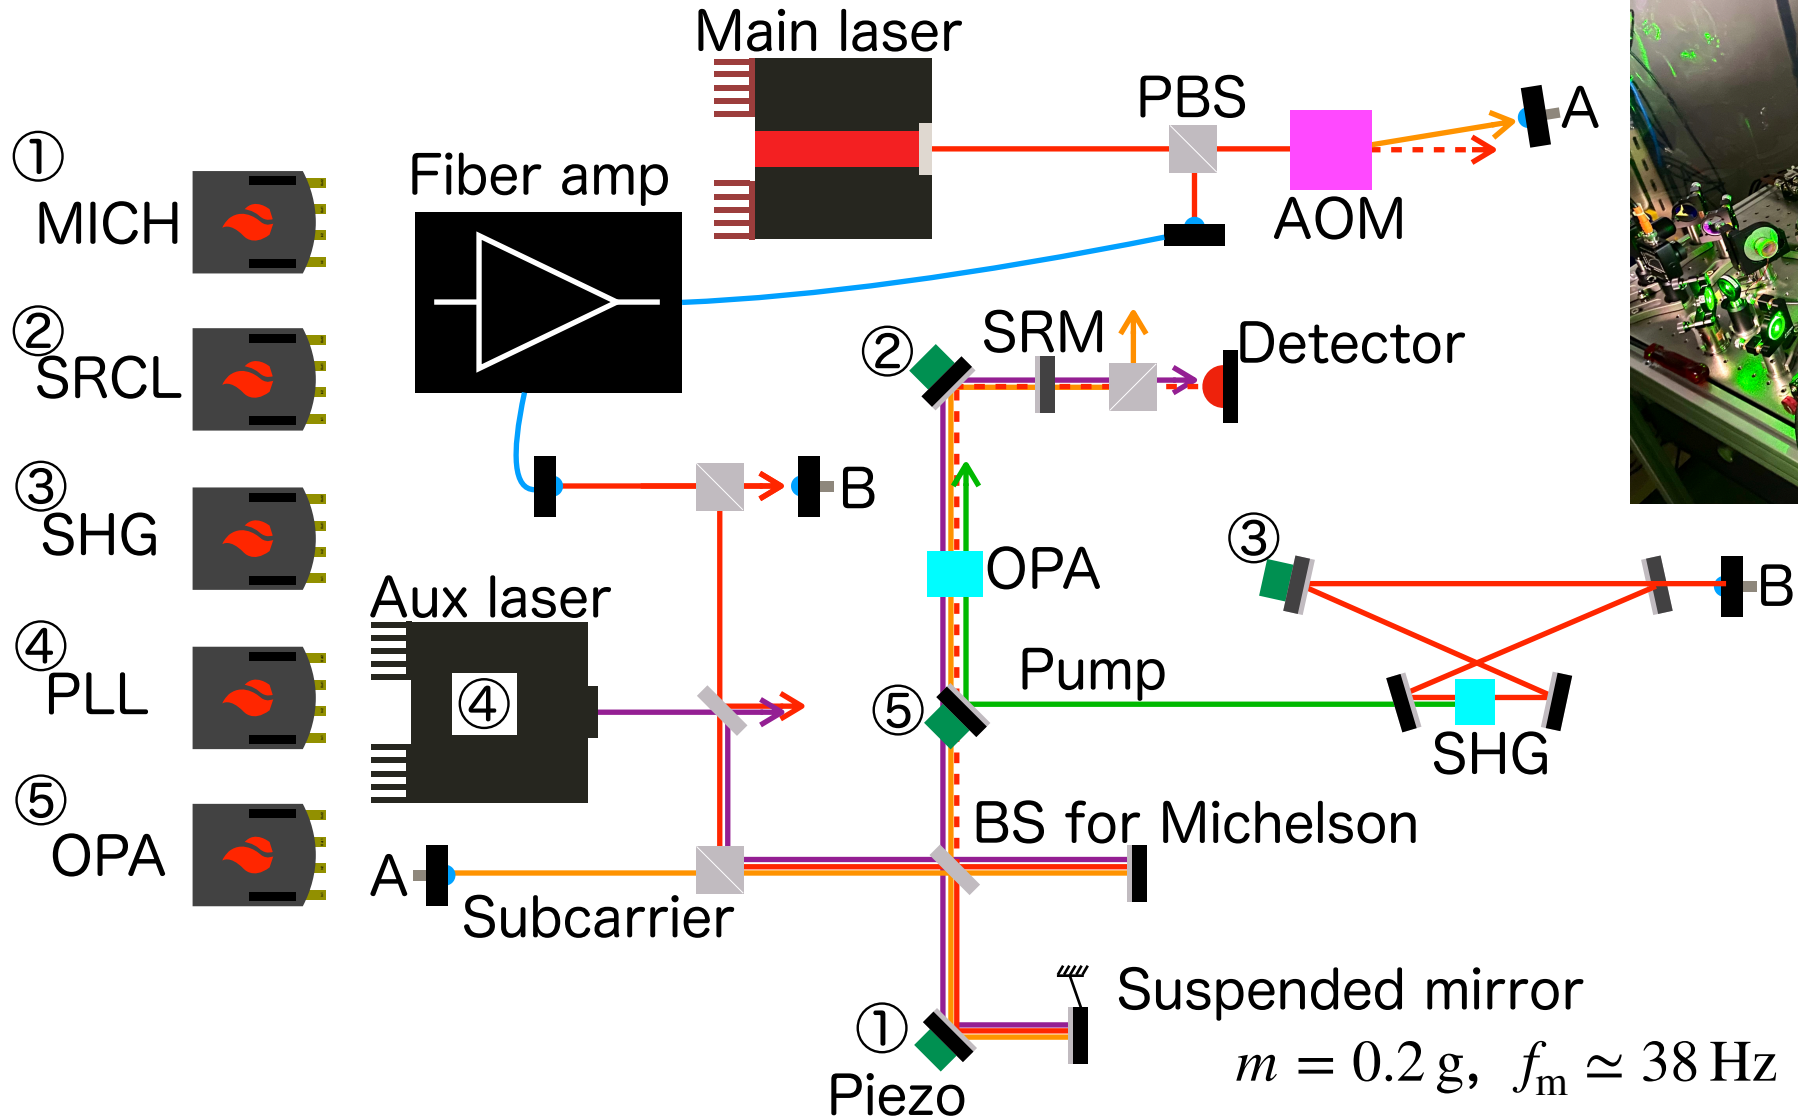 Main laser
PBS
A
AOM
Fiber amp
①
MICH
②
SRCL
③
SHG
④
PLL
⑤
OPA
②
SRM
Detector
B
Aux laser
④
OPA
③
B
Pump
⑤
SHG
BS for Michelson
A
Subcarrier
①
Piezo
Suspended mirror
m = 0.2 g, fm ≃ 38 Hz